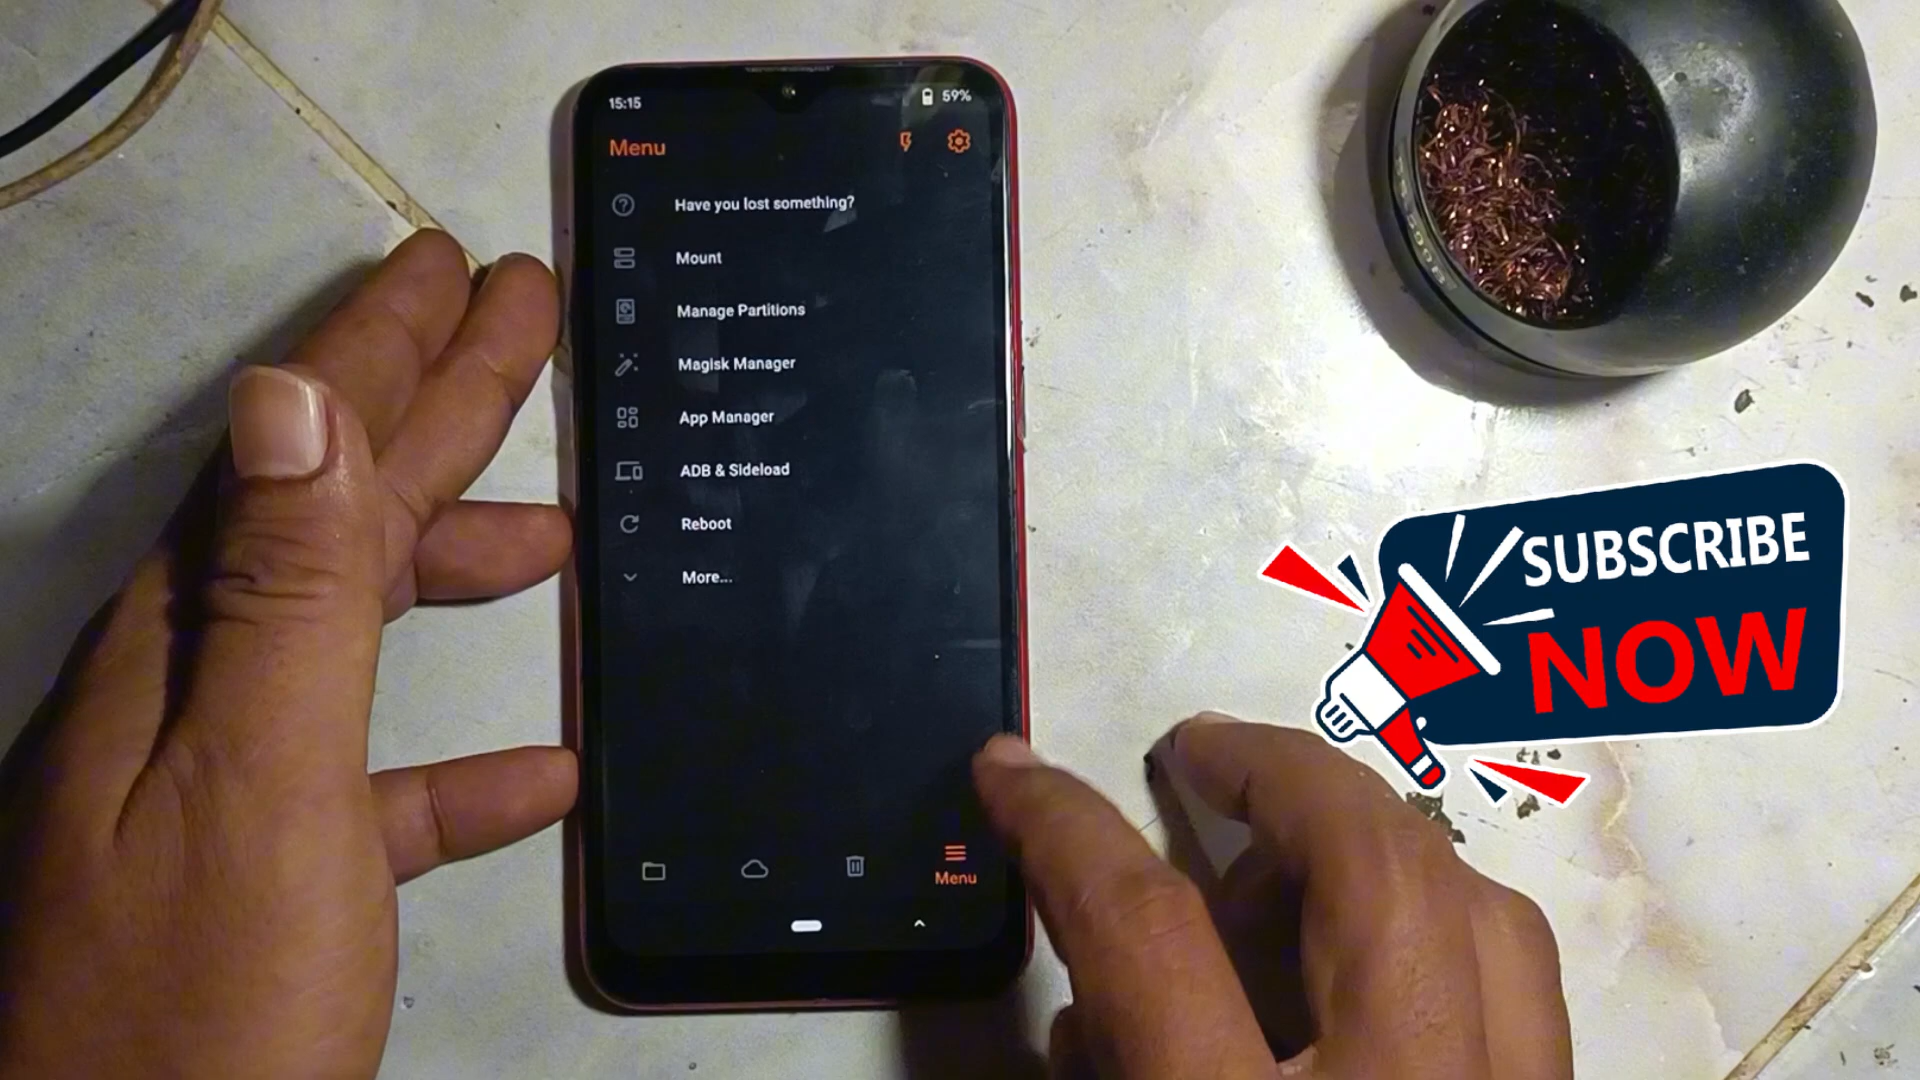 15:15
59%
Menu
Have you lost something?
Mount
Manage Partitions
Magisk Manager
App Manager
ADB & Sideload
Reboot
More...
Menu
SUBSCRIBE
NOW